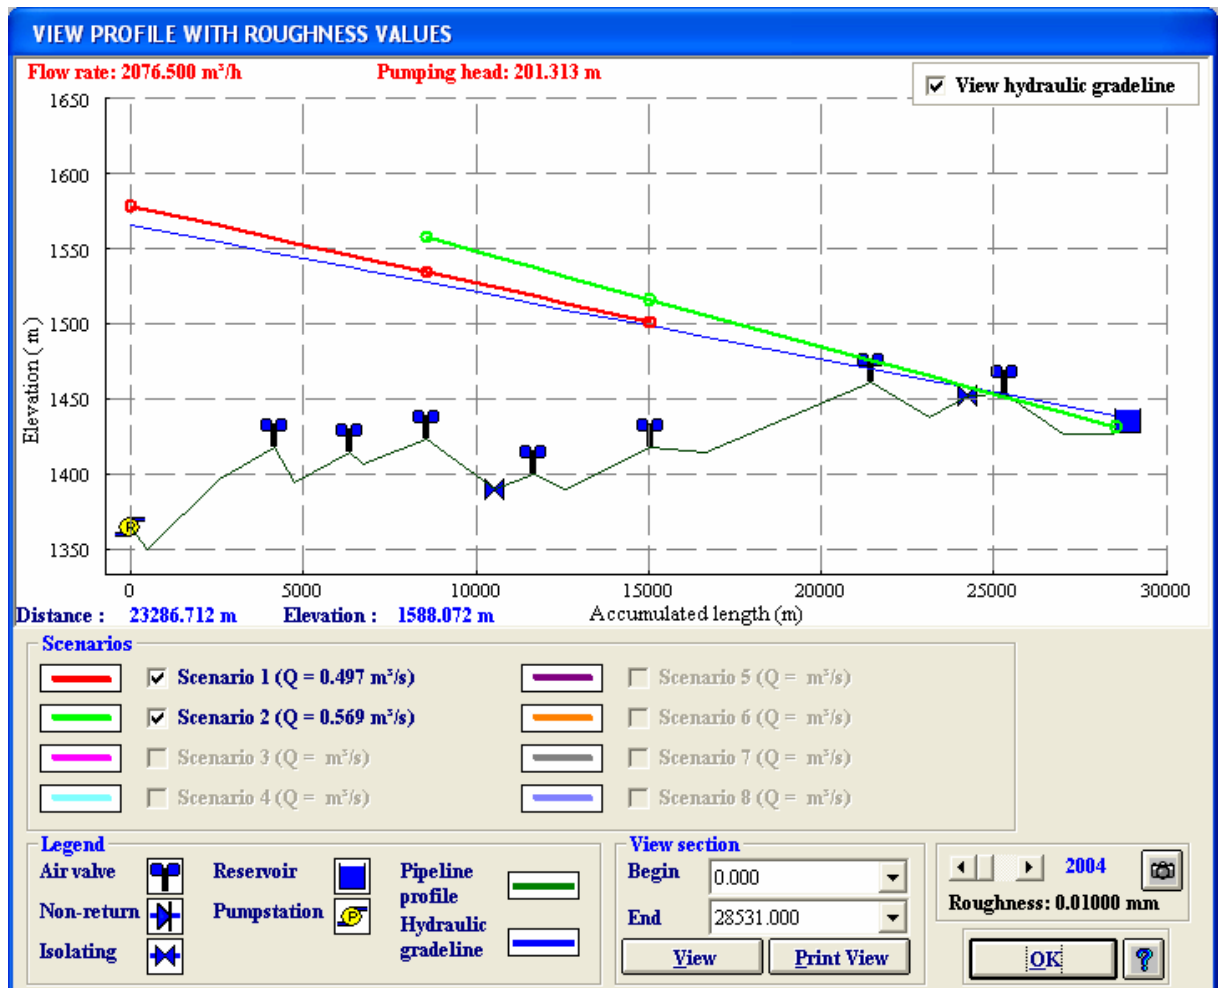 VIEW PROFILE WITH ROUGHNESS VALUES
Flow rate: 2076.500 m³/h Pumping head: 201.313 m
View hydraulic gradeline
1650
1600
1550
1500
1450
1400
1350
Elevation ( m )
0 5000 10000 15000 20000 25000 30000
Distance : 23286.712 m Elevation : 1588.072 m Accumulated length (m)
Scenarios
Scenario 1 (Q = 0.497 m³/s) Scenario 5 (Q = m³/s)
Scenario 2 (Q = 0.569 m³/s) Scenario 6 (Q = m³/s)
Scenario 3 (Q = m³/s) Scenario 7 (Q = m³/s)
Scenario 4 (Q = m³/s) Scenario 8 (Q = m³/s)
Legend
Air valve Reservoir Pipeline profile
Non-return Pumpstation P Hydraulic gradeline
Isolating
View section
Begin 0.000
End 28531.000
View Print View
2004
Roughness: 0.01000 mm
OK ?